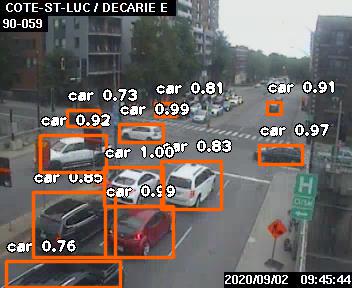 COTE-ST-LUC / DECARIE E
90-059
car 0.73
car 0.81
car 0.91
car 0.99
car 0.92
car 0.97
car 1.00
car 0.83
car 0.85
car 0.99
car 0.76
H
2020/09/02 09:45:44